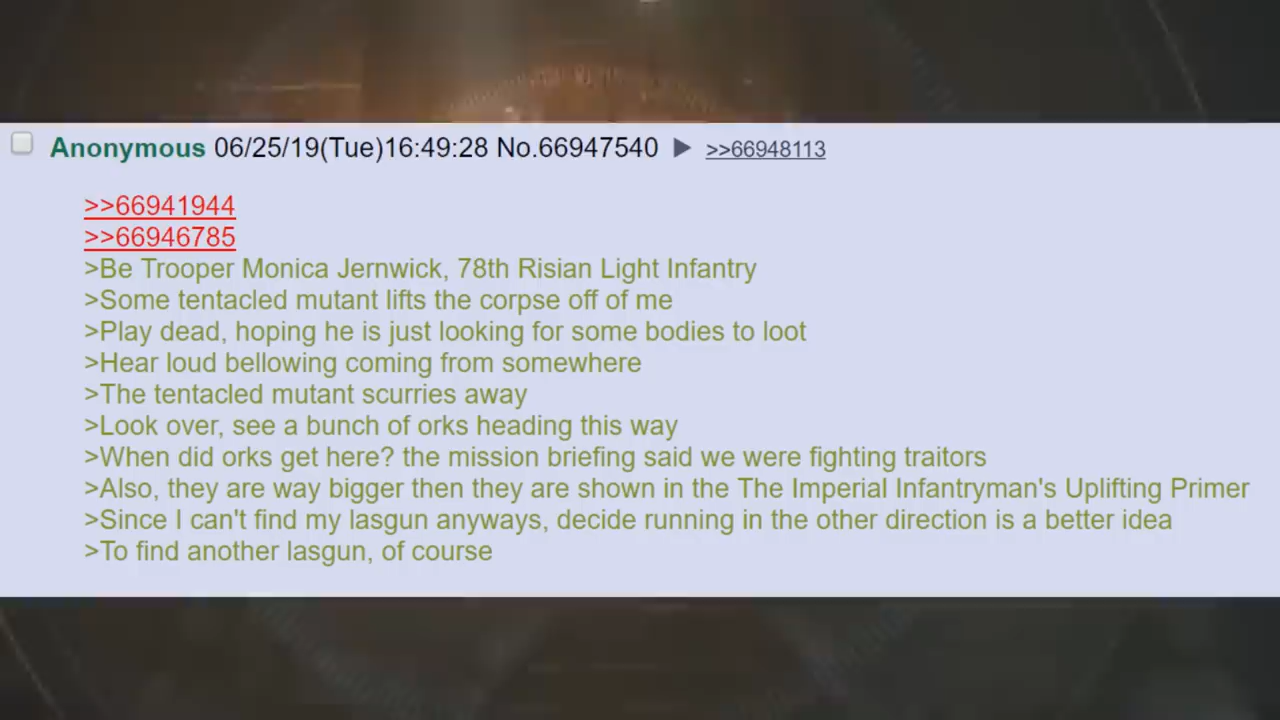 Anonymous 06/25/19(Tue)16:49:28 No.66947540 ▶ >>66948113
>>66941944
>>66946785
>Be Trooper Monica Jernwick, 78th Risian Light Infantry
>Some tentacled mutant lifts the corpse off of me
>Play dead, hoping he is just looking for some bodies to loot
>Hear loud bellowing coming from somewhere
>The tentacled mutant scurries away
>Look over, see a bunch of orks heading this way
>When did orks get here? the mission briefing said we were fighting traitors
>Also, they are way bigger then they are shown in the The Imperial Infantryman's Uplifting Primer
>Since I can't find my lasgun anyways, decide running in the other direction is a better idea
>To find another lasgun, of course